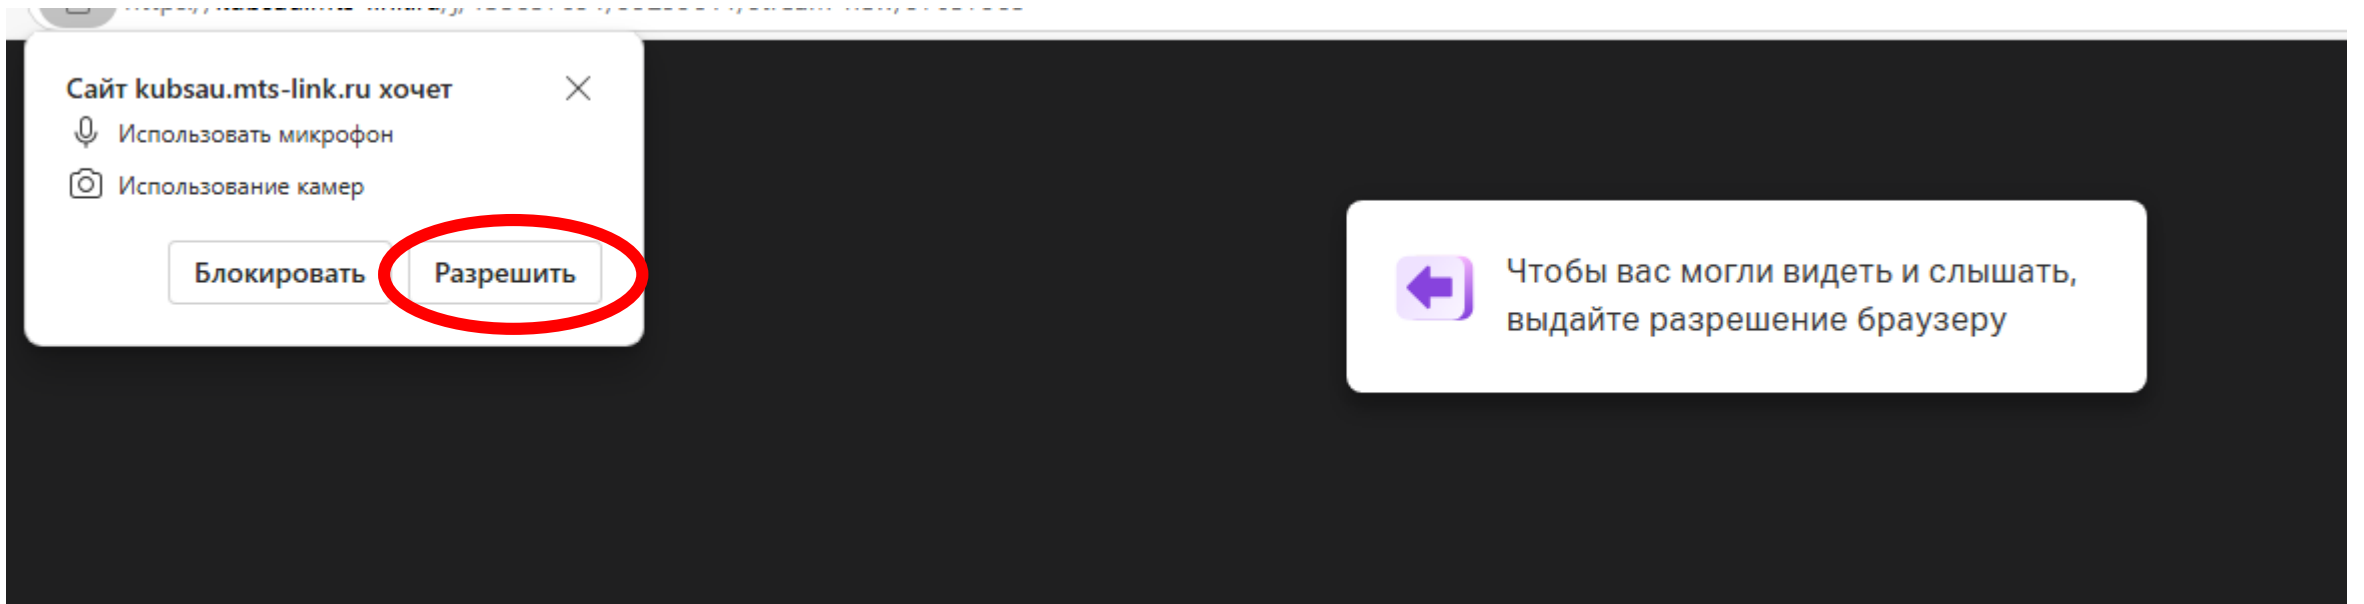 Сайт kubsau.mts-link.ru хочет
Использовать микрофон
Использование камер
Блокировать Разрешить
Чтобы вас могли видеть и слышать,
выдайте разрешение браузеру